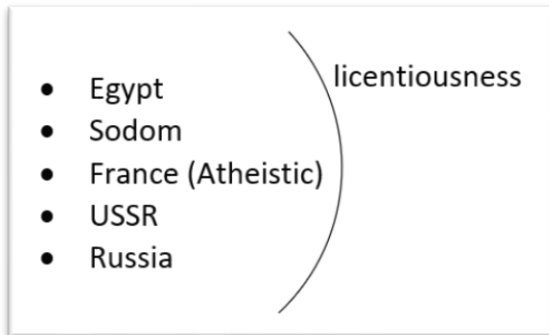 licentiousness
• Egypt
• Sodom
• France (Atheistic)
• USSR
• Russia